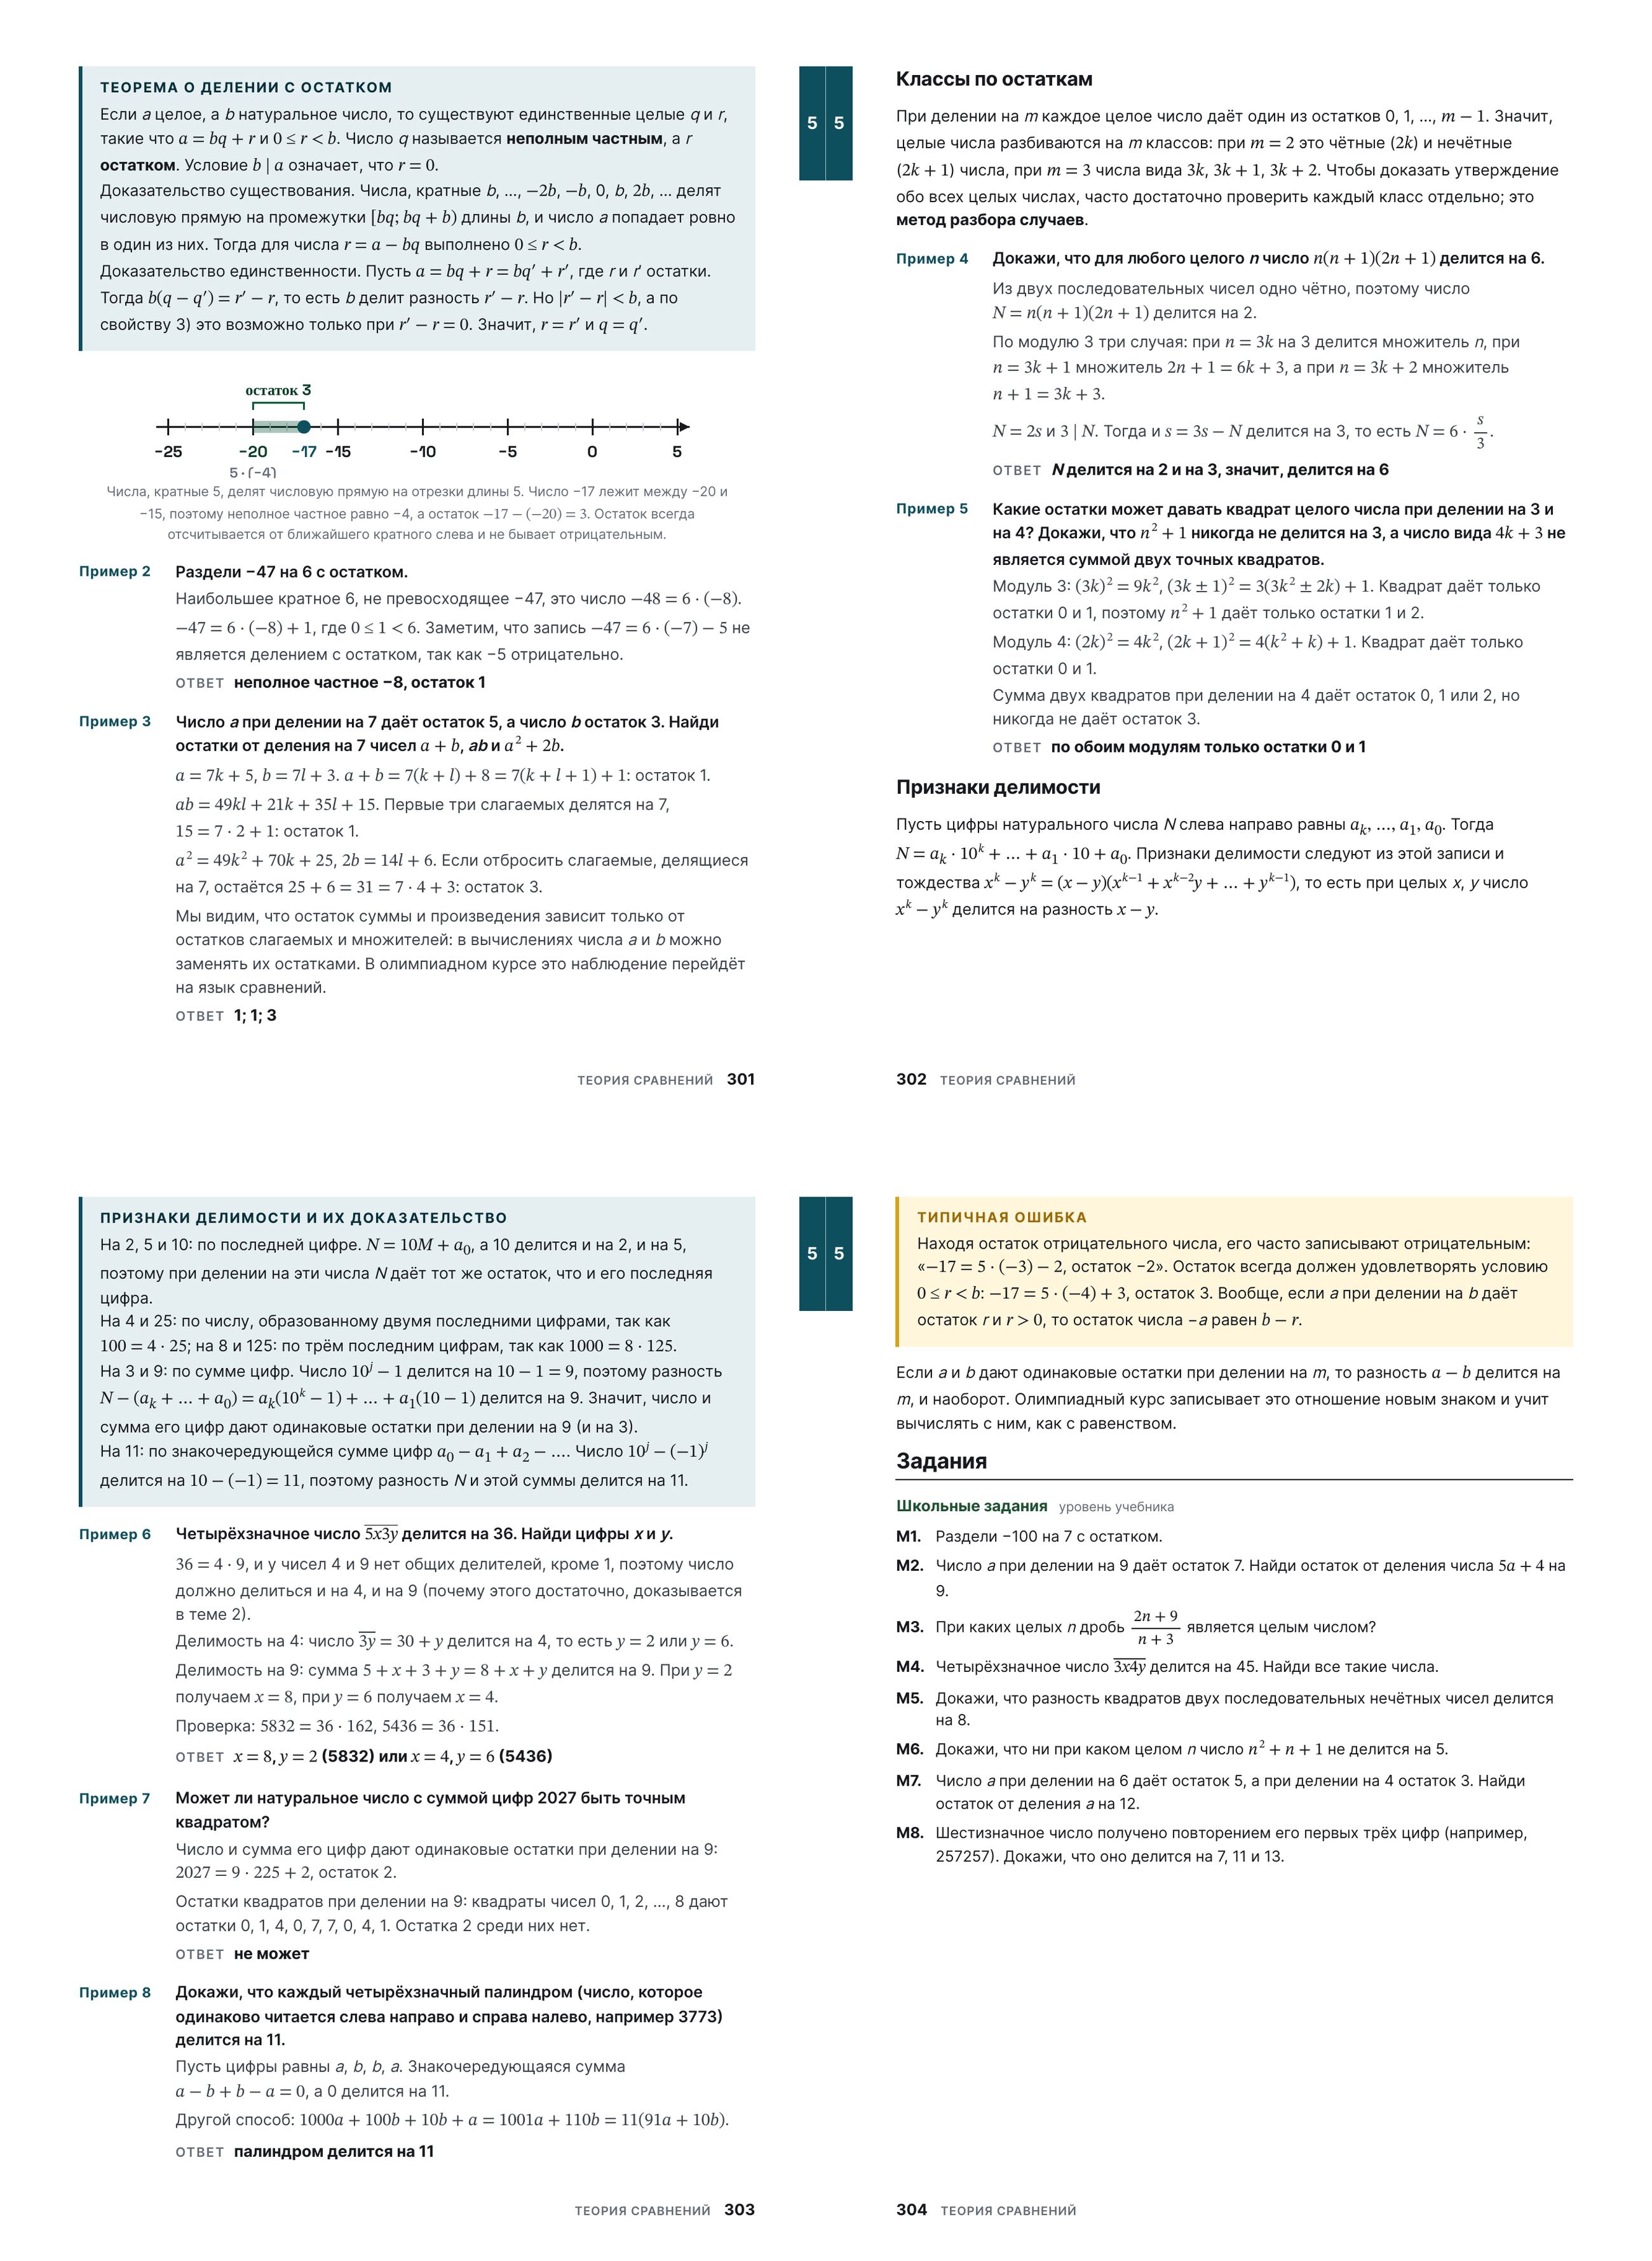 ТЕОРЕМА О ДЕЛЕНИИ С ОСТАТКОМ
Если a целое, а b натуральное число, то существуют единственные целые q и r,
такие что a = bq + r и 0 ≤ r < b. Число q называется неполным частным, а r
остатком. Условие b | a означает, что r = 0.
Доказательство существования. Числа, кратные b, ..., −2b, −b, 0, b, 2b, ... делят
числовую прямую на промежутки [bq; bq + b) длины b, и число a попадает ровно
в один из них. Тогда для числа r = a − bq выполнено 0 ≤ r < b.
Доказательство единственности. Пусть a = bq + r = bq′ + r′, где r и r′ остатки.
Тогда b(q − q′) = r′ − r, то есть b делит разность r′ − r. Но |r′ − r| < b, а по
свойству 3) это возможно только при r′ − r = 0. Значит, r = r′ и q = q′.
остаток 3
−25 −20 −17 −15 −10 −5 0 5
5 · (−4)
Числа, кратные 5, делят числовую прямую на отрезки длины 5. Число −17 лежит между −20 и
−15, поэтому неполное частное равно −4, а остаток −17 − (−20) = 3. Остаток всегда
отсчитывается от ближайшего кратного слева и не бывает отрицательным.
Пример 2 Раздели −47 на 6 с остатком.
Наибольшее кратное 6, не превосходящее −47, это число −48 = 6 · (−8).
−47 = 6 · (−8) + 1, где 0 ≤ 1 < 6. Заметим, что запись −47 = 6 · (−7) − 5 не
является делением с остатком, так как −5 отрицательно.
ОТВЕТ неполное частное −8, остаток 1
Пример 3 Число a при делении на 7 даёт остаток 5, а число b остаток 3. Найди
остатки от деления на 7 чисел a + b, ab и a² + 2b.
a = 7k + 5, b = 7l + 3. a + b = 7(k + l) + 8 = 7(k + l + 1) + 1: остаток 1.
ab = 49kl + 21k + 35l + 15. Первые три слагаемых делятся на 7,
15 = 7 · 2 + 1: остаток 1.
a² = 49k² + 70k + 25, 2b = 14l + 6. Если отбросить слагаемые, делящиеся
на 7, остаётся 25 + 6 = 31 = 7 · 4 + 3: остаток 3.
Мы видим, что остаток суммы и произведения зависит только от
остатков слагаемых и множителей: в вычислениях числа a и b можно
заменять их остатками. В олимпиадном курсе это наблюдение перейдёт
на язык сравнений.
ОТВЕТ 1; 1; 3
ТЕОРИЯ СРАВНЕНИЙ 301
5 5
Классы по остаткам
При делении на m каждое целое число даёт один из остатков 0, 1, ..., m − 1. Значит,
целые числа разбиваются на m классов: при m = 2 это чётные (2k) и нечётные
(2k + 1) числа, при m = 3 числа вида 3k, 3k + 1, 3k + 2. Чтобы доказать утверждение
обо всех целых числах, часто достаточно проверить каждый класс отдельно; это
метод разбора случаев.
Пример 4 Докажи, что для любого целого n число n(n + 1)(2n + 1) делится на 6.
Из двух последовательных чисел одно чётно, поэтому число
N = n(n + 1)(2n + 1) делится на 2.
По модулю 3 три случая: при n = 3k на 3 делится множитель n, при
n = 3k + 1 множитель 2n + 1 = 6k + 3, а при n = 3k + 2 множитель
n + 1 = 3k + 3.
N = 2s и 3 | N. Тогда и s = 3s − N делится на 3, то есть N = 6 · s/3.
ОТВЕТ N делится на 2 и на 3, значит, делится на 6
Пример 5 Какие остатки может давать квадрат целого числа при делении на 3 и
на 4? Докажи, что n² + 1 никогда не делится на 3, а число вида 4k + 3 не
является суммой двух точных квадратов.
Модуль 3: (3k)² = 9k², (3k ± 1)² = 3(3k² ± 2k) + 1. Квадрат даёт только
остатки 0 и 1, поэтому n² + 1 даёт только остатки 1 и 2.
Модуль 4: (2k)² = 4k², (2k + 1)² = 4(k² + k) + 1. Квадрат даёт только
остатки 0 и 1.
Сумма двух квадратов при делении на 4 даёт остаток 0, 1 или 2, но
никогда не даёт остаток 3.
ОТВЕТ по обоим модулям только остатки 0 и 1
Признаки делимости
Пусть цифры натурального числа N слева направо равны aₖ, ..., a₁, a₀. Тогда
N = aₖ · 10ᵏ + ... + a₁ · 10 + a₀. Признаки делимости следуют из этой записи и
тождества xᵏ − yᵏ = (x − y)(xᵏ⁻¹ + xᵏ⁻²y + ... + yᵏ⁻¹), то есть при целых x, y число
xᵏ − yᵏ делится на разность x − y.
302 ТЕОРИЯ СРАВНЕНИЙ
ПРИЗНАКИ ДЕЛИМОСТИ И ИХ ДОКАЗАТЕЛЬСТВО
На 2, 5 и 10: по последней цифре. N = 10M + a₀, а 10 делится и на 2, и на 5,
поэтому при делении на эти числа N даёт тот же остаток, что и его последняя
цифра.
На 4 и 25: по числу, образованному двумя последними цифрами, так как
100 = 4 · 25; на 8 и 125: по трём последним цифрам, так как 1000 = 8 · 125.
На 3 и 9: по сумме цифр. Число 10ʲ − 1 делится на 10 − 1 = 9, поэтому разность
N − (aₖ + ... + a₀) = aₖ(10ᵏ − 1) + ... + a₁(10 − 1) делится на 9. Значит, число и
сумма его цифр дают одинаковые остатки при делении на 9 (и на 3).
На 11: по знакочередующейся сумме цифр a₀ − a₁ + a₂ − .... Число 10ʲ − (−1)ʲ
делится на 10 − (−1) = 11, поэтому разность N и этой суммы делится на 11.
Пример 6 Четырёхзначное число 5x3y делится на 36. Найди цифры x и y.
36 = 4 · 9, и у чисел 4 и 9 нет общих делителей, кроме 1, поэтому число
должно делиться и на 4, и на 9 (почему этого достаточно, доказывается
в теме 2).
Делимость на 4: число 3y = 30 + y делится на 4, то есть y = 2 или y = 6.
Делимость на 9: сумма 5 + x + 3 + y = 8 + x + y делится на 9. При y = 2
получаем x = 8, при y = 6 получаем x = 4.
Проверка: 5832 = 36 · 162, 5436 = 36 · 151.
ОТВЕТ x = 8, y = 2 (5832) или x = 4, y = 6 (5436)
Пример 7 Может ли натуральное число с суммой цифр 2027 быть точным
квадратом?
Число и сумма его цифр дают одинаковые остатки при делении на 9:
2027 = 9 · 225 + 2, остаток 2.
Остатки квадратов при делении на 9: квадраты чисел 0, 1, 2, ..., 8 дают
остатки 0, 1, 4, 0, 7, 7, 0, 4, 1. Остатка 2 среди них нет.
ОТВЕТ не может
Пример 8 Докажи, что каждый четырёхзначный палиндром (число, которое
одинаково читается слева направо и справа налево, например 3773)
делится на 11.
Пусть цифры равны a, b, b, a. Знакочередующаяся сумма
a − b + b − a = 0, а 0 делится на 11.
Другой способ: 1000a + 100b + 10b + a = 1001a + 110b = 11(91a + 10b).
ОТВЕТ палиндром делится на 11
ТЕОРИЯ СРАВНЕНИЙ 303
5 5
ТИПИЧНАЯ ОШИБКА
Находя остаток отрицательного числа, его часто записывают отрицательным:
«−17 = 5 · (−3) − 2, остаток −2». Остаток всегда должен удовлетворять условию
0 ≤ r < b: −17 = 5 · (−4) + 3, остаток 3. Вообще, если a при делении на b даёт
остаток r и r > 0, то остаток числа −a равен b − r.
Если a и b дают одинаковые остатки при делении на m, то разность a − b делится на
m, и наоборот. Олимпиадный курс записывает это отношение новым знаком и учит
вычислять с ним, как с равенством.
Задания
Школьные задания уровень учебника
М1. Раздели −100 на 7 с остатком.
М2. Число a при делении на 9 даёт остаток 7. Найди остаток от деления числа 5a + 4 на
9.
М3. При каких целых n дробь (2n + 9)/(n + 3) является целым числом?
М4. Четырёхзначное число 3x4y делится на 45. Найди все такие числа.
М5. Докажи, что разность квадратов двух последовательных нечётных чисел делится
на 8.
М6. Докажи, что ни при каком целом n число n² + n + 1 не делится на 5.
М7. Число a при делении на 6 даёт остаток 5, а при делении на 4 остаток 3. Найди
остаток от деления a на 12.
М8. Шестизначное число получено повторением его первых трёх цифр (например,
257257). Докажи, что оно делится на 7, 11 и 13.
304 ТЕОРИЯ СРАВНЕНИЙ